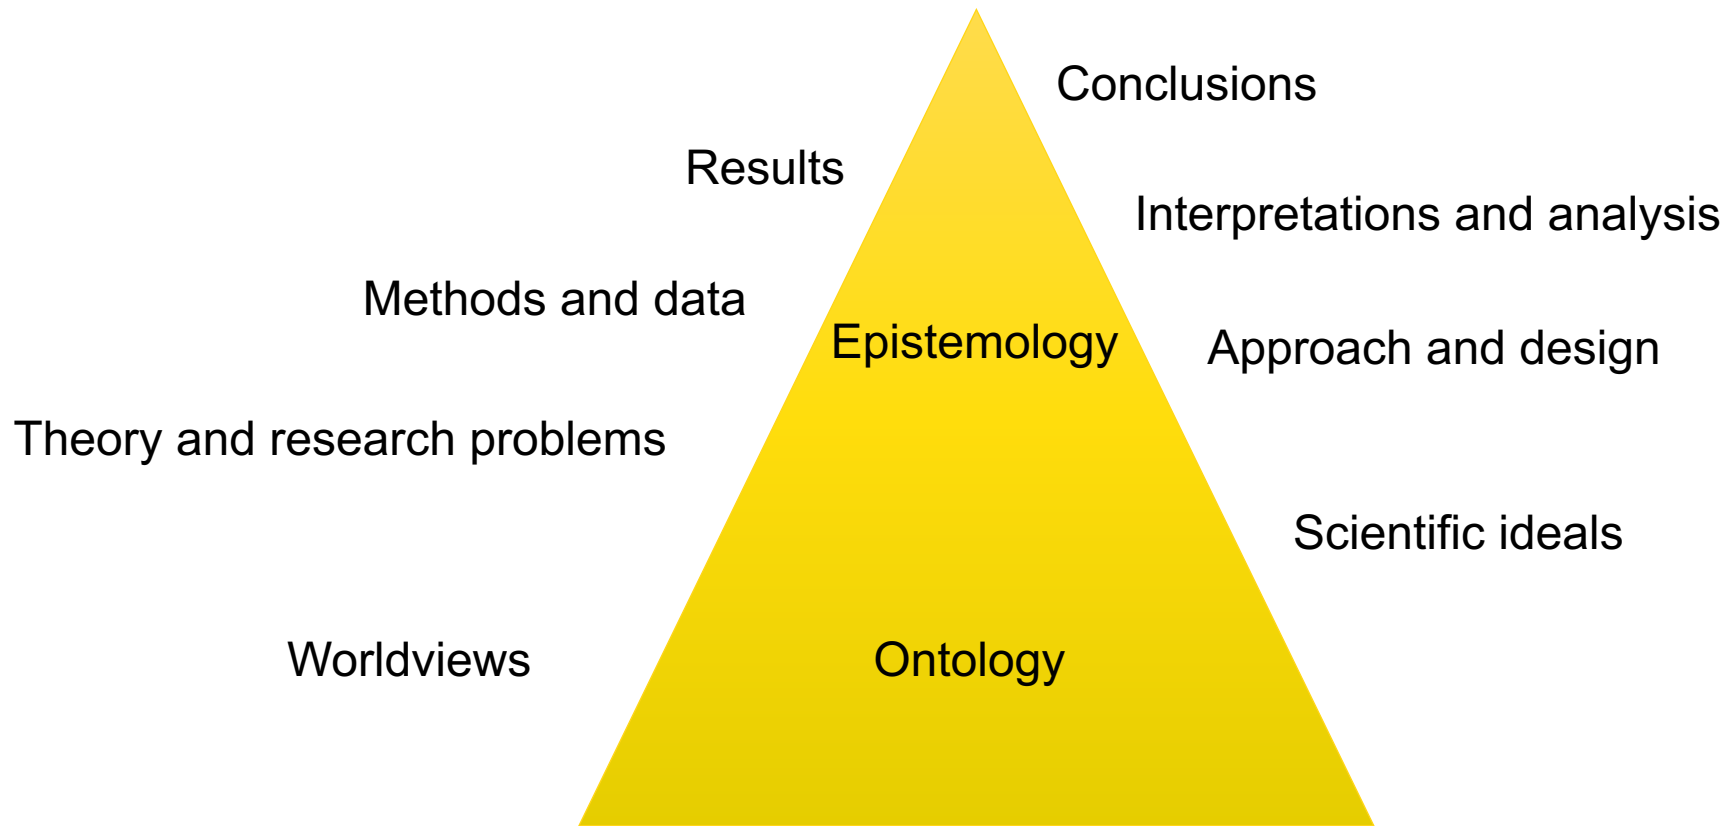 Conclusions
Results
Interpretations and analysis
Methods and data
Epistemology
Approach and design
Theory and research problems
Scientific ideals
Worldviews
Ontology